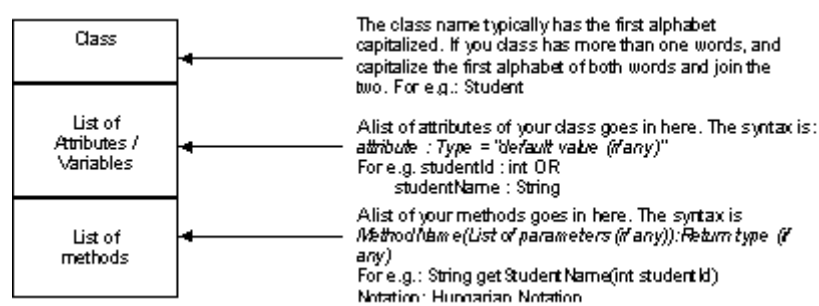 Class
The class name typically has the first alphabet
capitalized. If you class has more than one words, and
capitalize the first alphabet of both words and join the
two. For e.g.: Student
List of
Attributes /
Variables
A list of attributes of your class goes in here. The syntax is:
attribute : Type = "default value (if any)"
For e.g. studentId : int OR
studentName : String
List of
methods
A list of your methods goes in here. The syntax is
MethodName(List of parameters (if any)):Return type (if
any)
For e.g.: String getStudentName(int studentId)
Notation: Hungarian Notation